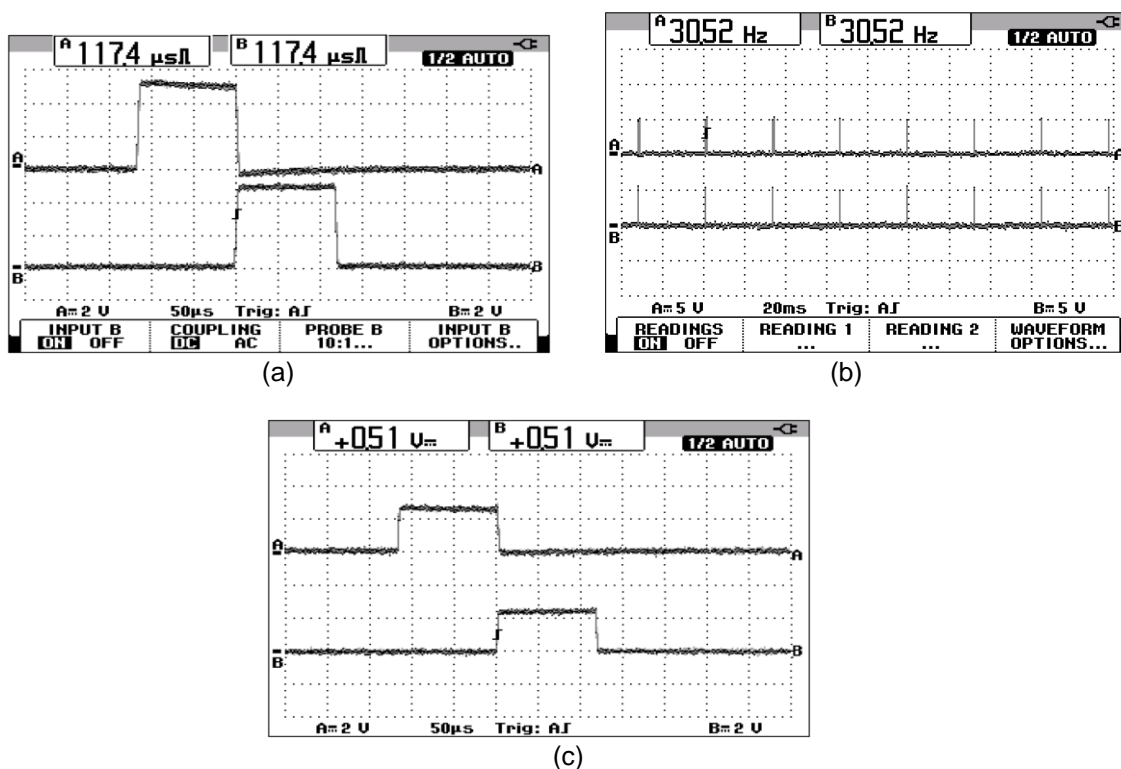 A 117.4 µs B 117.4 µs 1/2 AUTO
A A
B B
A 2 V 50µs Trig: A B 2 V
INPUT B COUPLING PROBE B INPUT B
ON OFF DC AC 10:1... OPTIONS..
(a)
A 30.52 Hz B 30.52 Hz 1/2 AUTO
A A
B B
A 5 V 20ms Trig: A B 5 V
READINGS READING 1 READING 2 WAVEFORM
ON OFF ... ... OPTIONS...
(b)
A +0.51 V B +0.51 V 1/2 AUTO
A A
B B
A 2 V 50µs Trig: A B 2 V
(c)